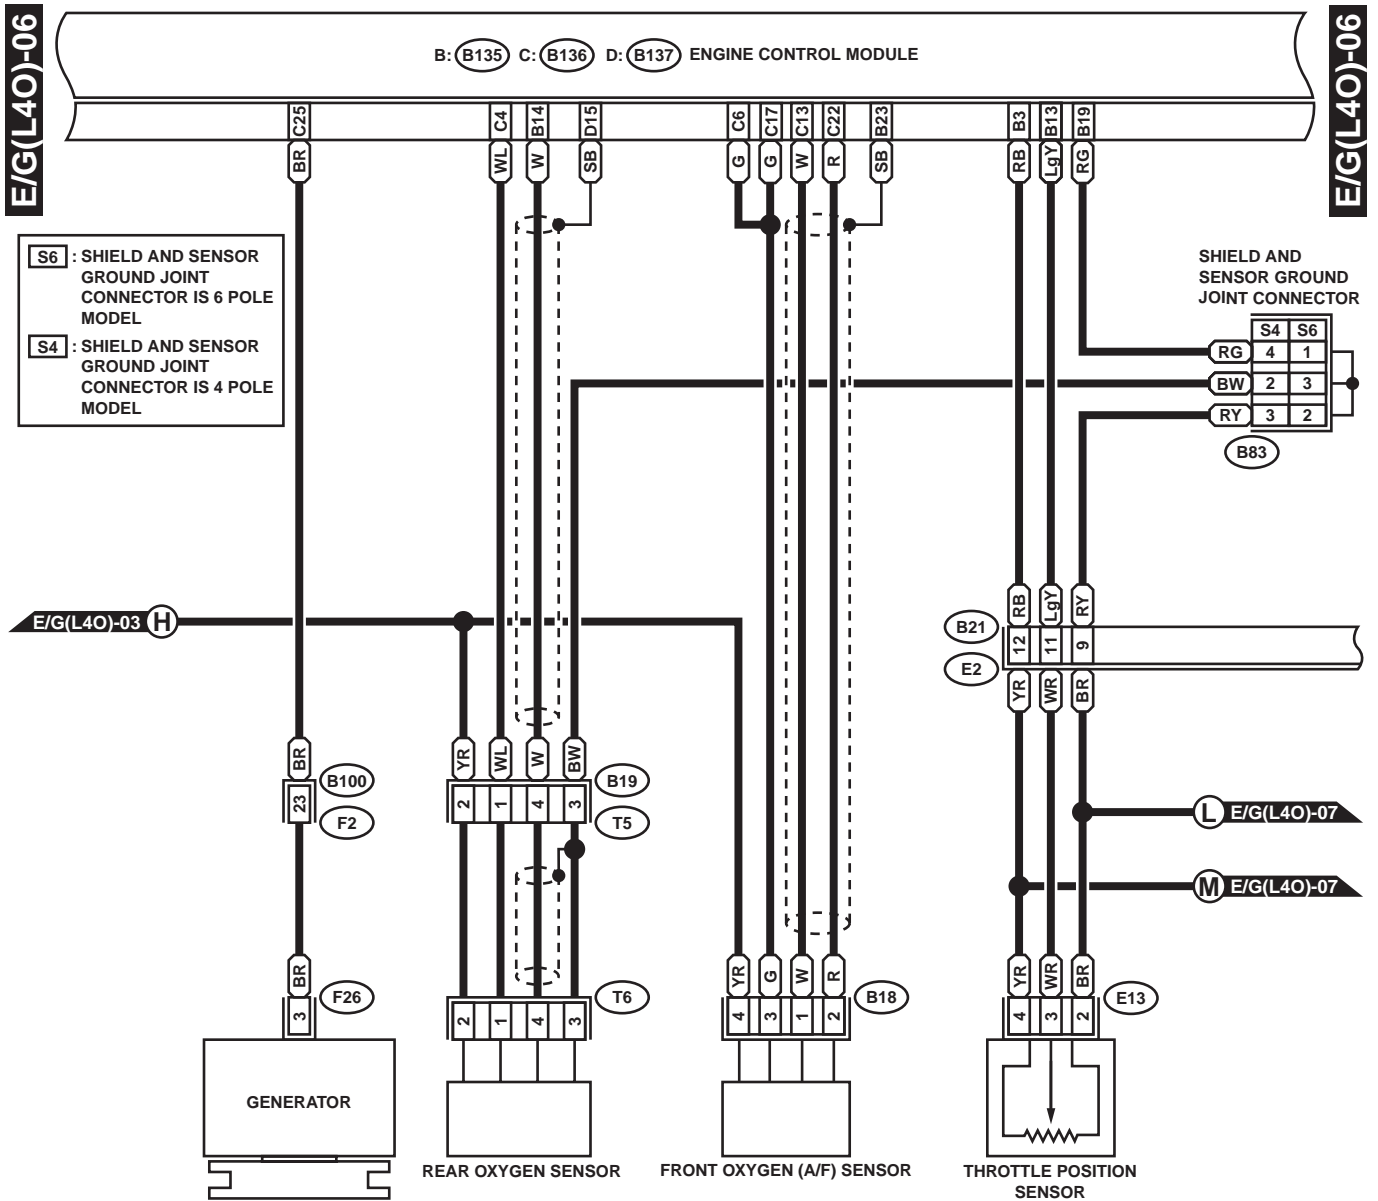 E/G(L4O)-06
E/G(L4O)-06
B: B135 C: B136 D: B137 ENGINE CONTROL MODULE
C25 C4 B14 D15 C6 C17 C13 C22 B23 B3 B13 B19
BR WL W SB G G W R SB RB LgY RG
S6 : SHIELD AND SENSOR
GROUND JOINT
CONNECTOR IS 6 POLE
MODEL
S4 : SHIELD AND SENSOR
GROUND JOINT
CONNECTOR IS 4 POLE
MODEL
SHIELD AND
SENSOR GROUND
JOINT CONNECTOR
S4 S6
RG 4 1
BW 2 3
RY 3 2
B83
E/G(L4O)-03 H
RB LgY RY
B21
12 11 9
E2
YR WR BR
BR YR WL W BW
B100 B19
23 2 1 4 3
F2 T5
L E/G(L4O)-07
M E/G(L4O)-07
BR YR G W R YR WR BR
F26 T6 B18 E13
3 2 1 4 3 4 3 1 2 4 3 2
GENERATOR
REAR OXYGEN SENSOR
FRONT OXYGEN (A/F) SENSOR
THROTTLE POSITION
SENSOR